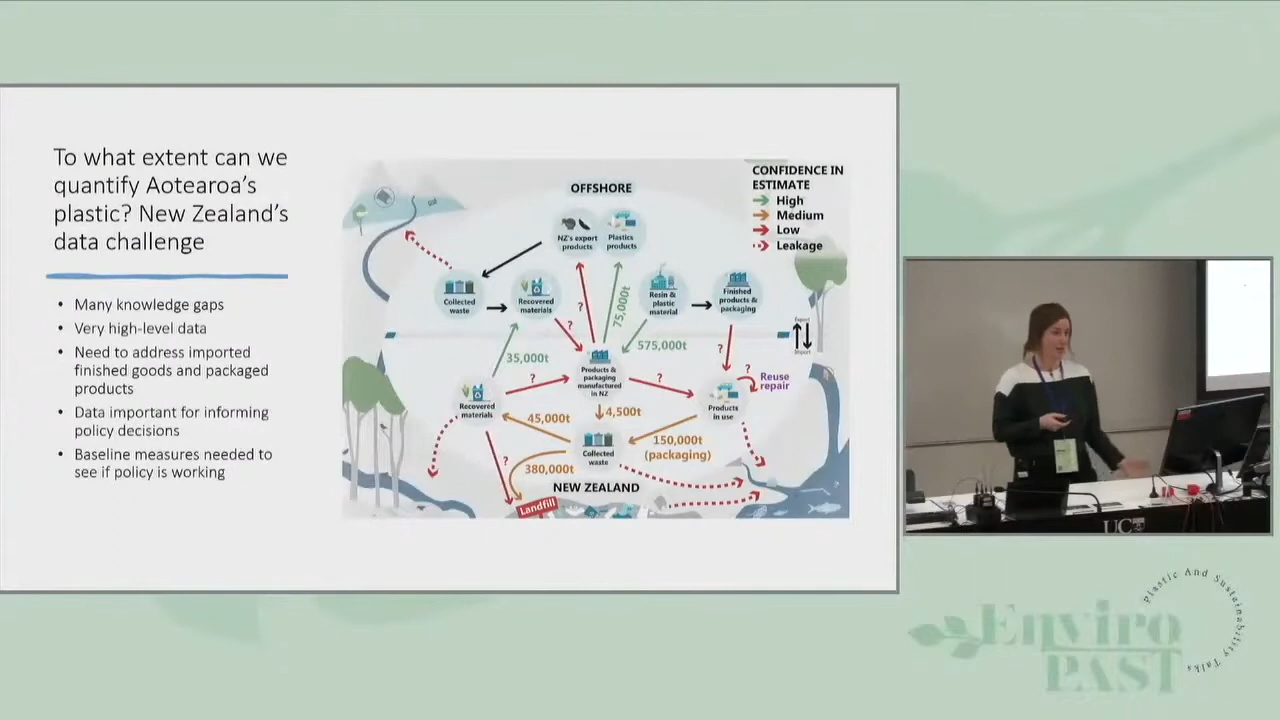 To what extent can we
quantify Aotearoa's
plastic? New Zealand's
data challenge
• Many knowledge gaps
• Very high-level data
• Need to address imported
finished goods and packaged
products
• Data important for informing
policy decisions
• Baseline measures needed to
see if policy is working
OFFSHORE
CONFIDENCE IN
ESTIMATE
High
Medium
Low
Leakage
NZ's export
products
Plastics
products
Collected
waste
Recovered
materials
Resin &
plastic
material
Finished
products &
packaging
?
?
75,000t
575,000t
?
Export
Import
35,000t
Products &
packaging
manufactured
in NZ
?
?
?
Reuse
repair
Recovered
materials
Products
in use
45,000t
4,500t
150,000t
(packaging)
Collected
waste
?
380,000t
NEW ZEALAND
Landfill
UC
Plastic And Sustainability Talks
Enviro
PAST